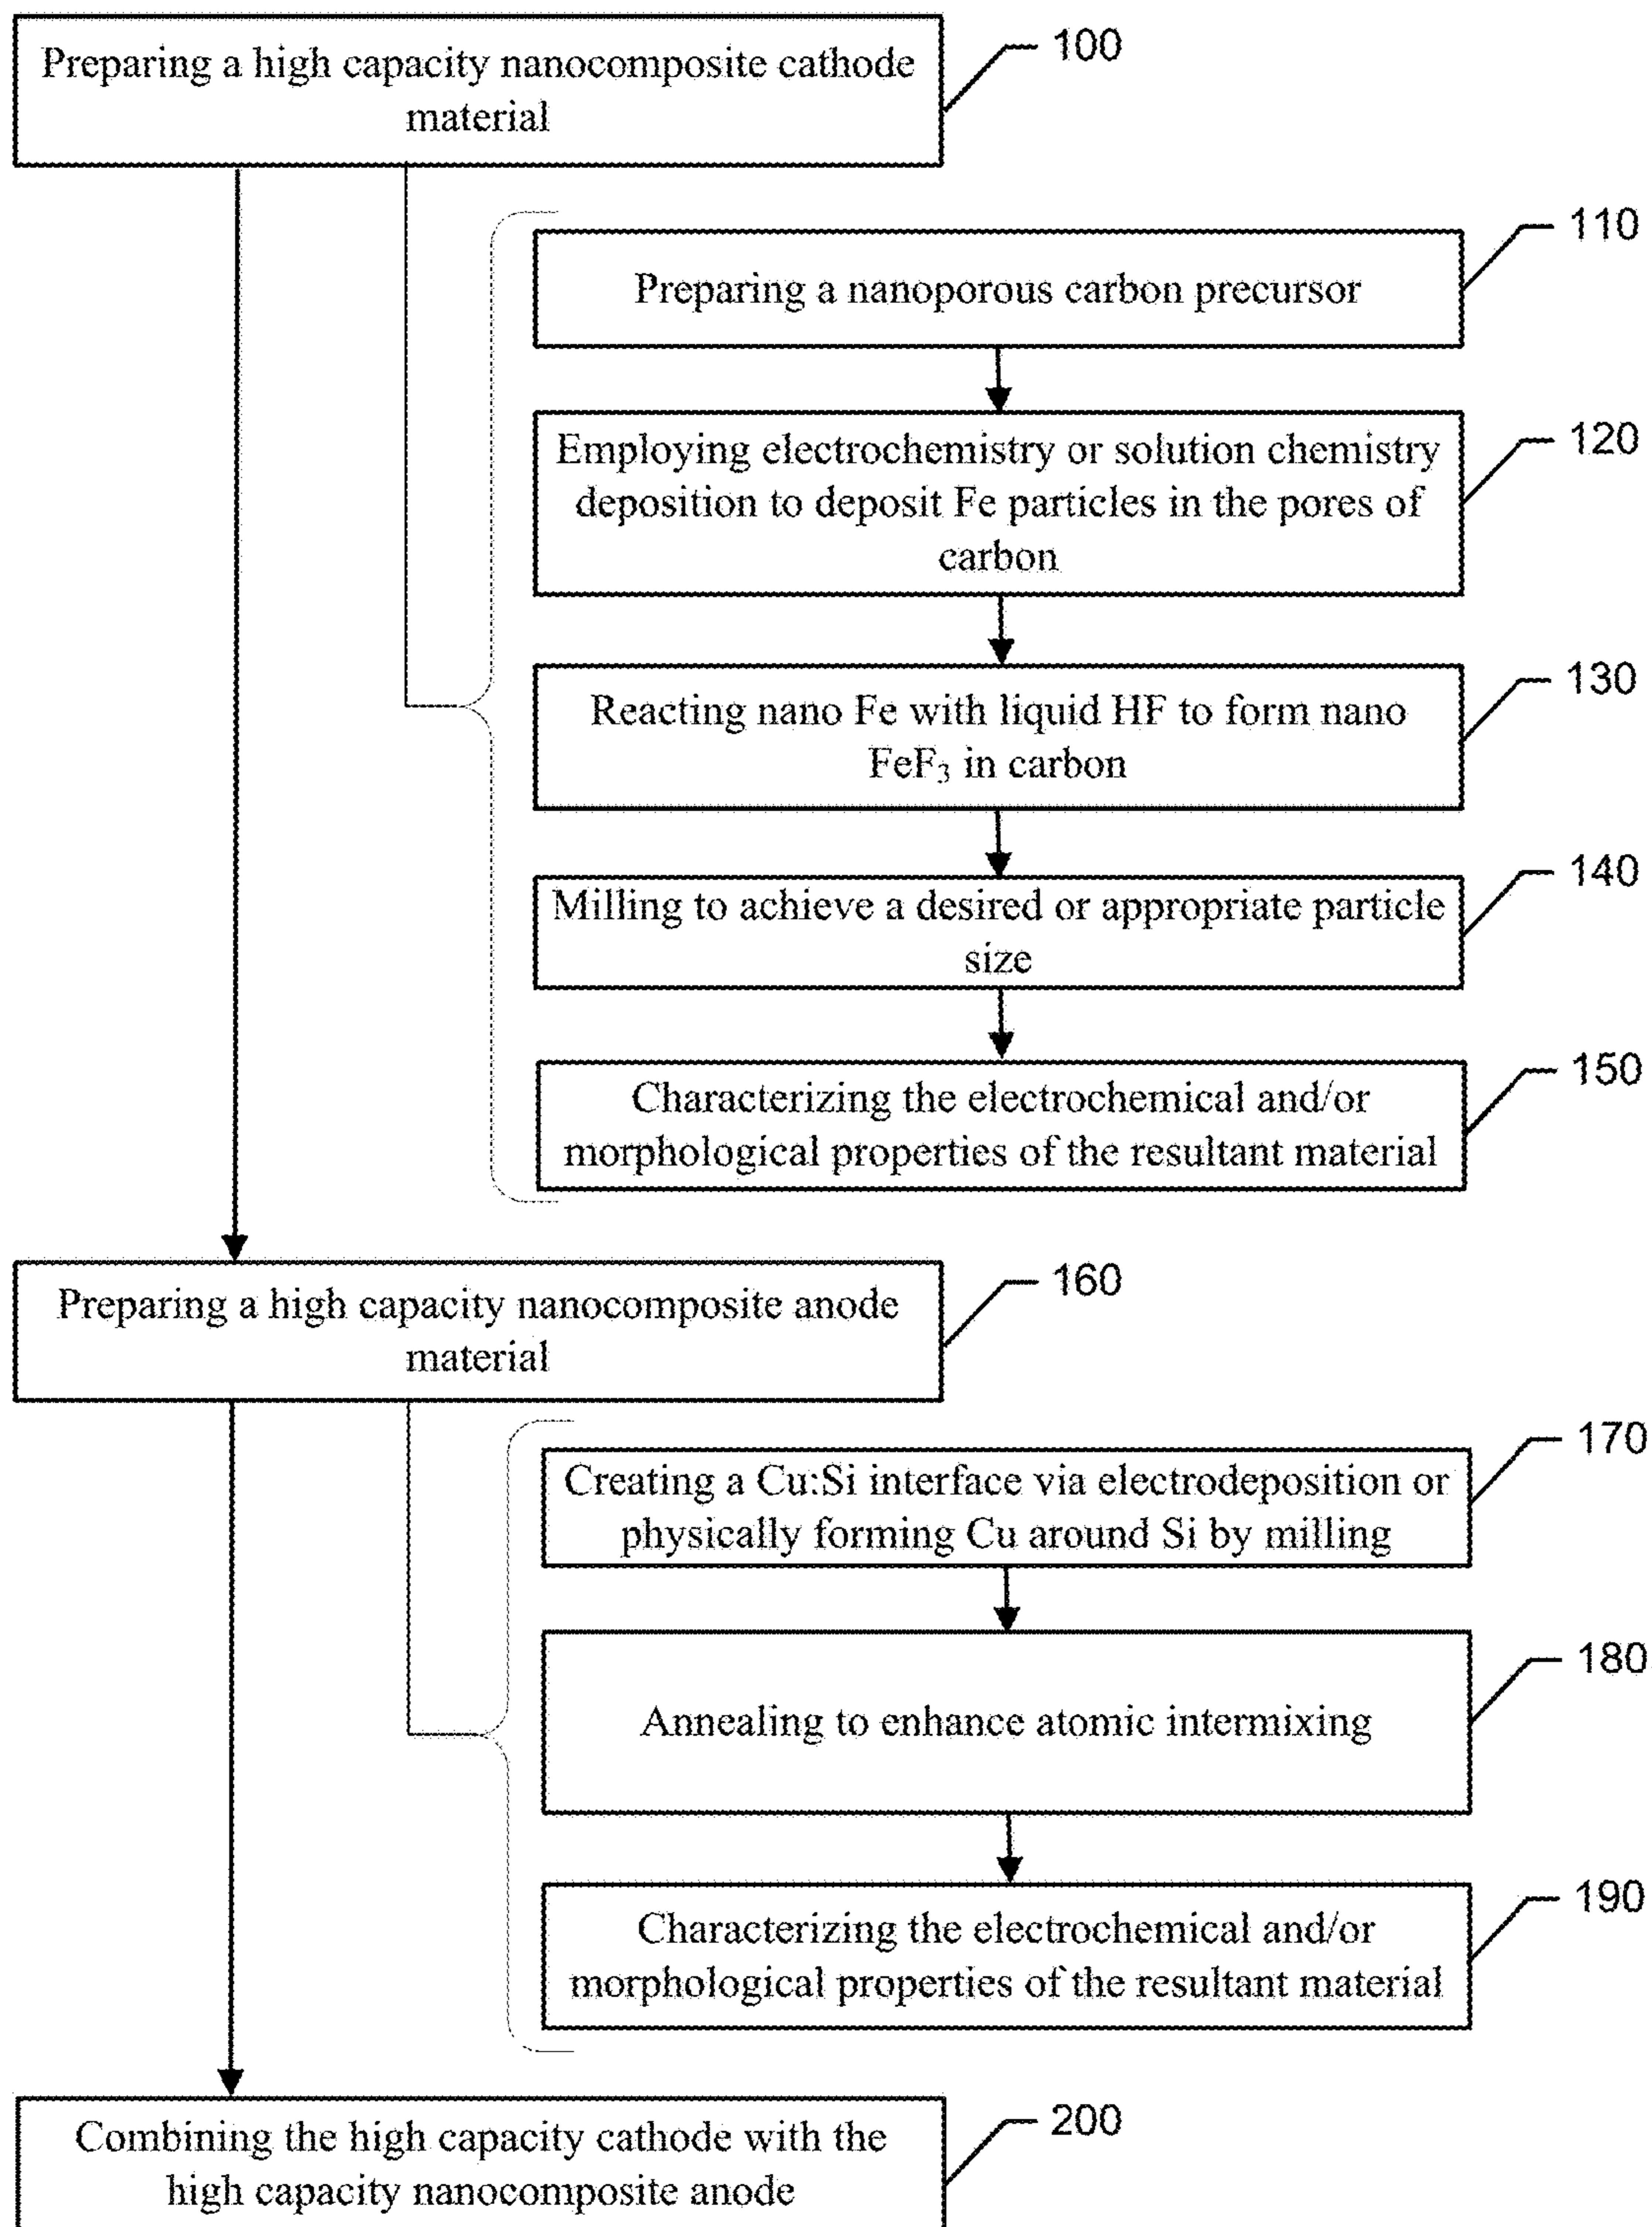 Preparing a high capacity nanocomposite cathode
material
100
110
Preparing a nanoporous carbon precursor
120
Employing electrochemistry or solution chemistry
deposition to deposit Fe particles in the pores of
carbon
130
Reacting nano Fe with liquid HF to form nano
FeF₃ in carbon
140
Milling to achieve a desired or appropriate particle
size
150
Characterizing the electrochemical and/or
morphological properties of the resultant material
160
Preparing a high capacity nanocomposite anode
material
170
Creating a Cu:Si interface via electrodeposition or
physically forming Cu around Si by milling
180
Annealing to enhance atomic intermixing
190
Characterizing the electrochemical and/or
morphological properties of the resultant material
200
Combining the high capacity cathode with the
high capacity nanocomposite anode